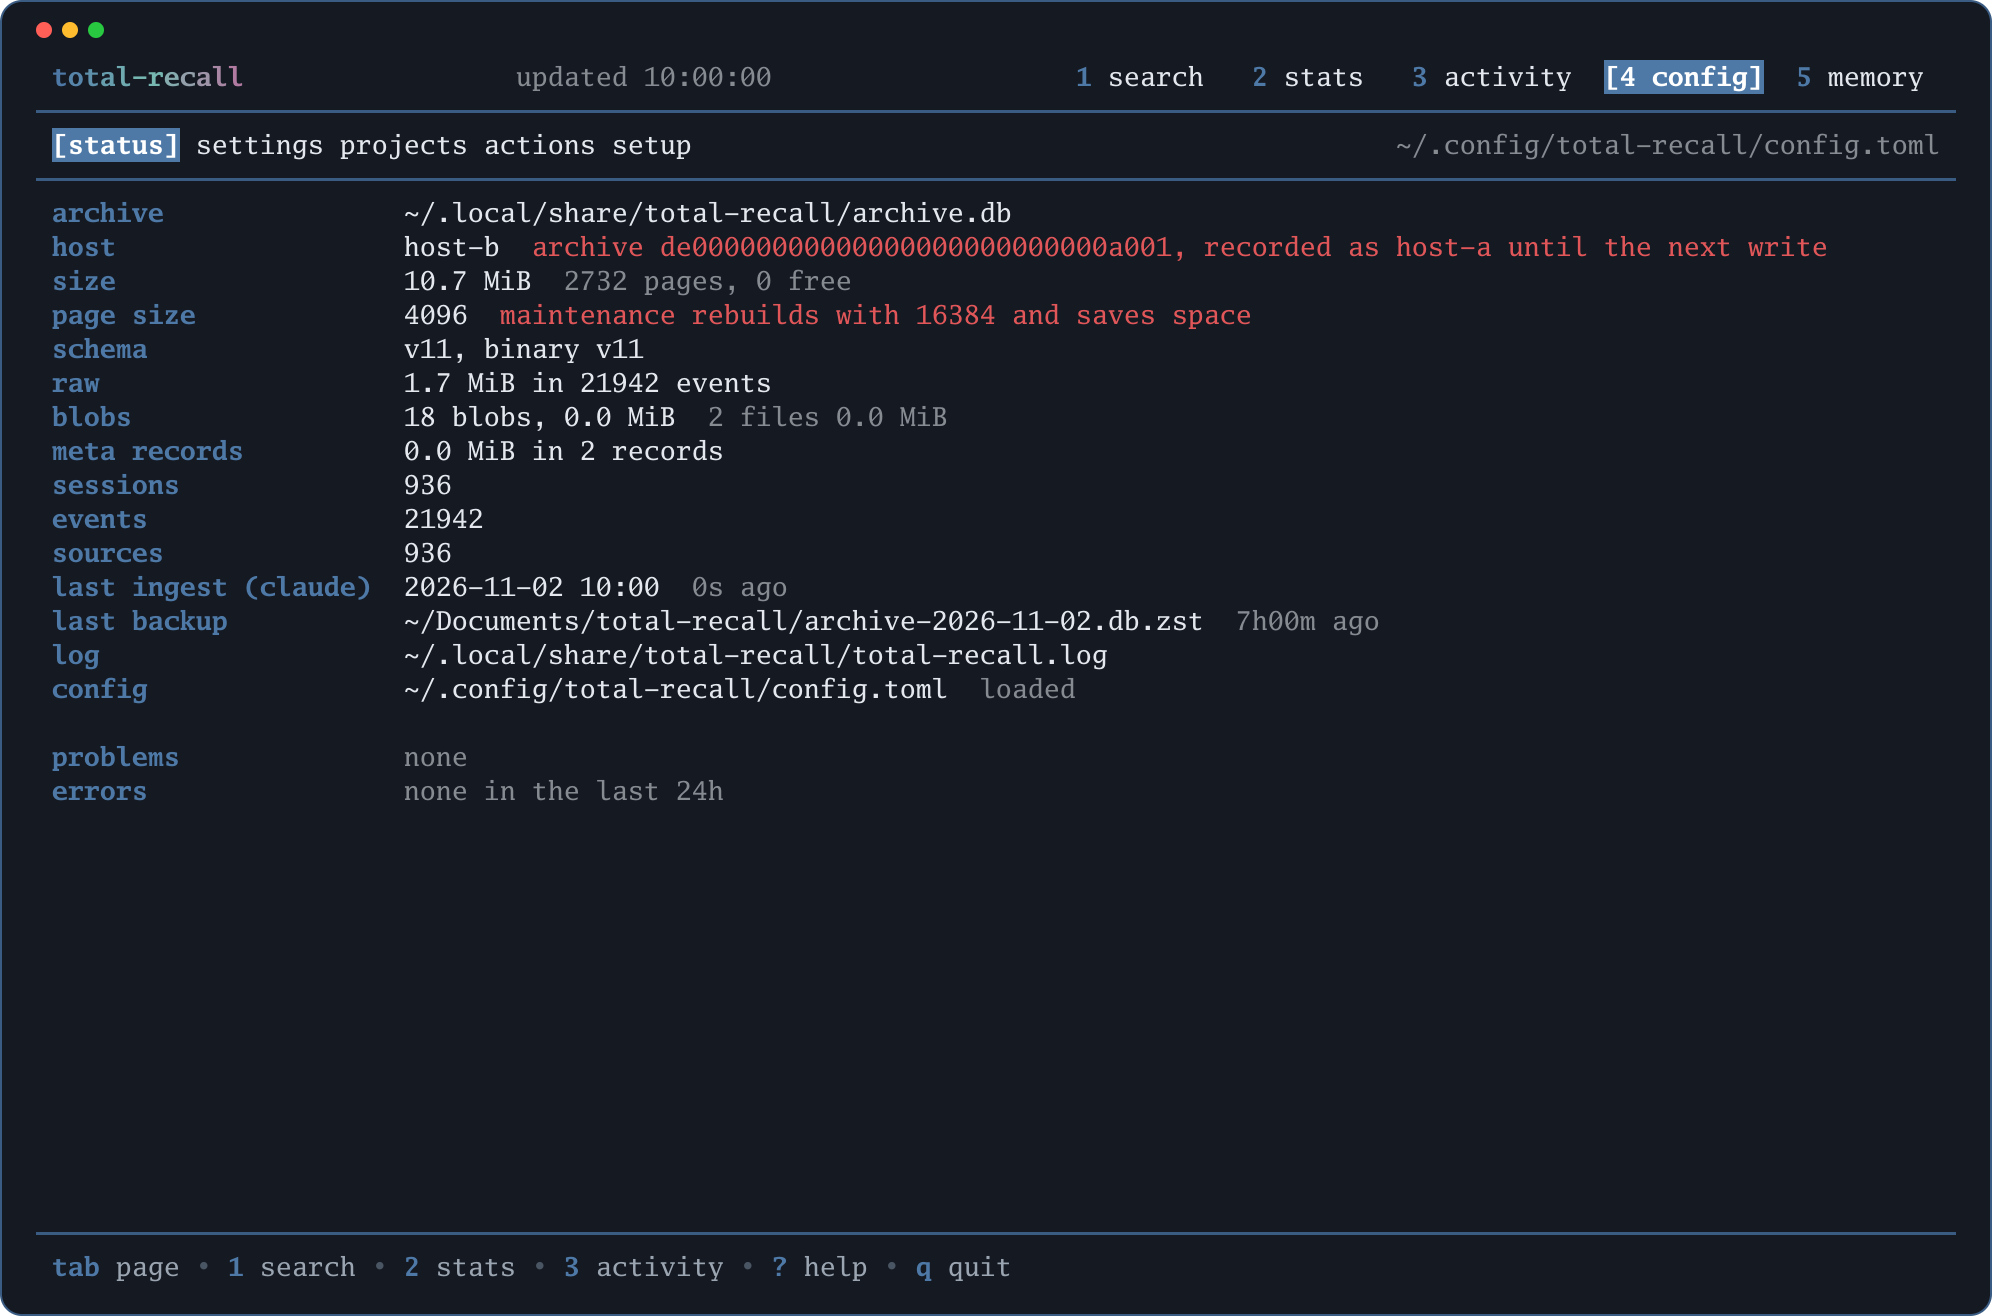 total-recall updated 10:00:00 1 search 2 stats 3 activity [4 config] 5 memory
[status] settings projects actions setup ~/.config/total-recall/config.toml
archive ~/.local/share/total-recall/archive.db
host host-b archive de00000000000000000000000000a001, recorded as host-a until the next write
size 10.7 MiB 2732 pages, 0 free
page size 4096 maintenance rebuilds with 16384 and saves space
schema v11, binary v11
raw 1.7 MiB in 21942 events
blobs 18 blobs, 0.0 MiB 2 files 0.0 MiB
meta records 0.0 MiB in 2 records
sessions 936
events 21942
sources 936
last ingest (claude) 2026-11-02 10:00 0s ago
last backup ~/Documents/total-recall/archive-2026-11-02.db.zst 7h00m ago
log ~/.local/share/total-recall/total-recall.log
config ~/.config/total-recall/config.toml loaded
problems none
errors none in the last 24h
tab page • 1 search • 2 stats • 3 activity • ? help • q quit